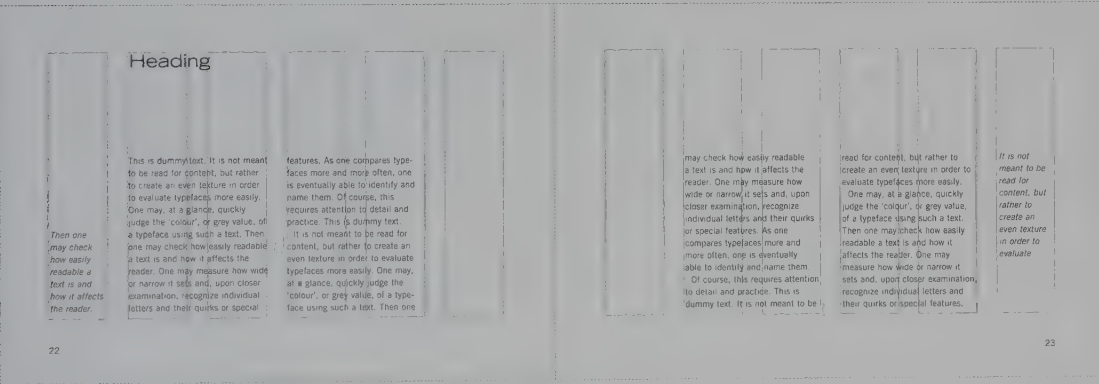 Heading
Then one
may check
how easily
readable a
text is and
how it affects
the reader.
This is dummy text. It is not meant
to be read for content, but rather
to create an even texture in order
to evaluate typefaces more easily.
One may, at a glance, quickly
judge the 'colour', or grey value, of
a typeface using such a text. Then
one may check how easily readable
a text is and how it affects the
reader. One may measure how wide
or narrow it sets and, upon closer
examination, recognize individual
letters and their quirks or special
features. As one compares type-
faces more and more often, one
is eventually able to identify and
name them. Of course, this
requires attention to detail and
practice. This is dummy text.
It is not meant to be read for
content, but rather to create an
even texture in order to evaluate
typefaces more easily. One may,
at a glance, quickly judge the
'colour', or grey value, of a type-
face using such a text. Then one
22
may check how easily readable
a text is and how it affects the
reader. One may measure how
wide or narrow it sets and, upon
closer examination, recognize
individual letters and their quirks
or special features. As one
compares typefaces more and
more often, one is eventually
able to identify and name them.
Of course, this requires attention
to detail and practice. This is
dummy text. It is not meant to be
read for content, but rather to
create an even texture in order to
evaluate typefaces more easily.
One may, at a glance, quickly
judge the 'colour', or grey value,
of a typeface using such a text.
Then one may check how easily
readable a text is and how it
affects the reader. One may
measure how wide or narrow it
sets and, upon closer examination,
recognize individual letters and
their quirks or special features.
It is not
meant to be
read for
content, but
rather to
create an
even texture
in order to
evaluate
23